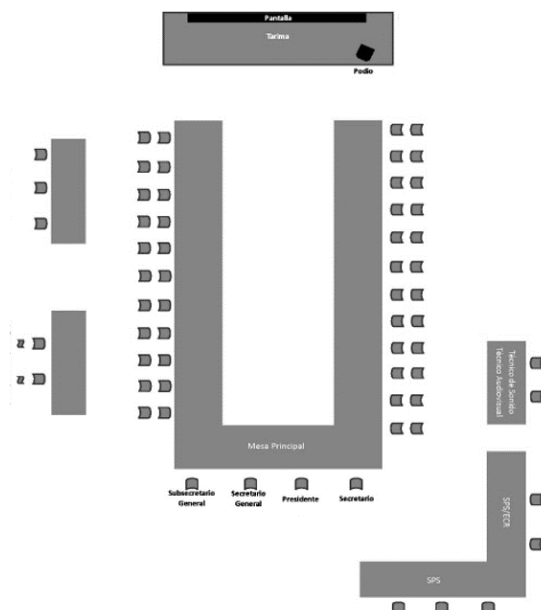 Pantalla
Tarima
Podio
Técnico de Sonido
Técnico Audiovisual
Mesa Principal
Subsecretario
General
Secretario
General
Presidente
Secretario
SPS/ECR
SPS